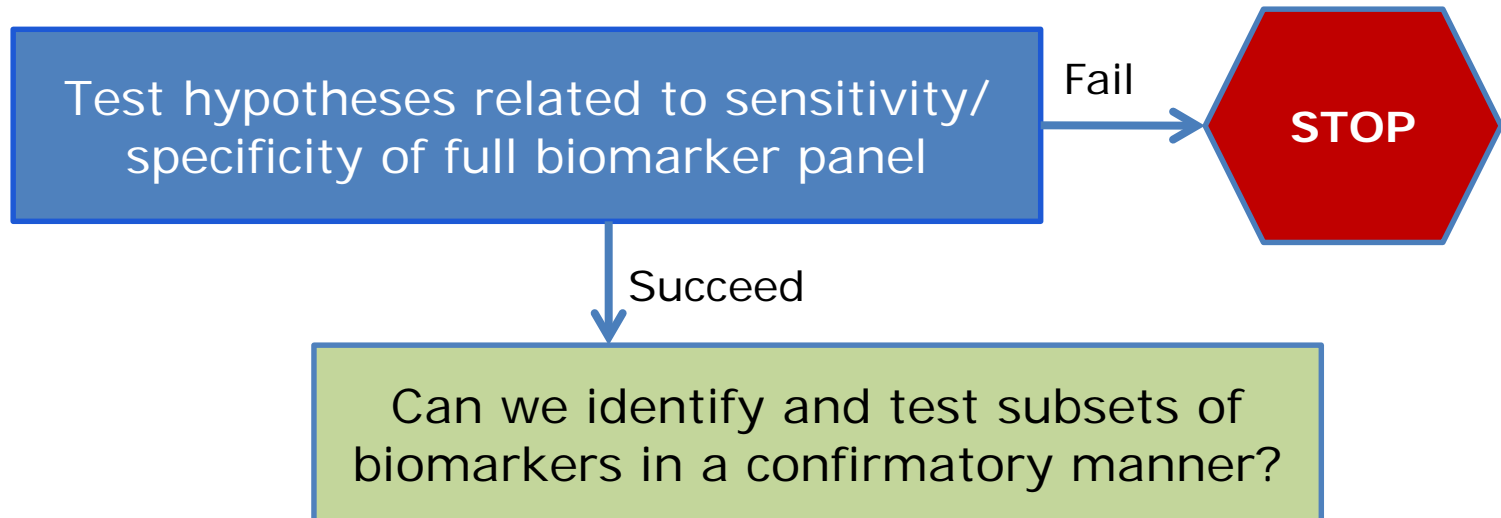 Test hypotheses related to sensitivity/
specificity of full biomarker panel
Fail
STOP
Succeed
Can we identify and test subsets of
biomarkers in a confirmatory manner?